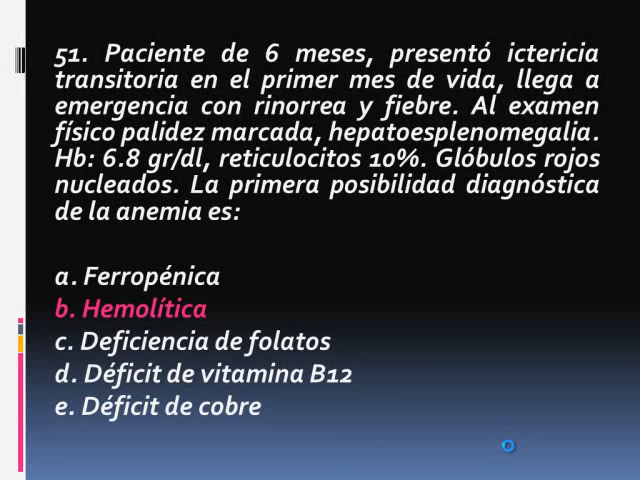 51. Paciente de 6 meses, presentó ictericia
transitoria en el primer mes de vida, llega a
emergencia con rinorrea y fiebre. Al examen
físico palidez marcada, hepatoesplenomegalia.
Hb: 6.8 gr/dl, reticulocitos 10%. Glóbulos rojos
nucleados. La primera posibilidad diagnóstica
de la anemia es:
a. Ferropénica
b. Hemolítica
c. Deficiencia de folatos
d. Déficit de vitamina B12
e. Déficit de cobre